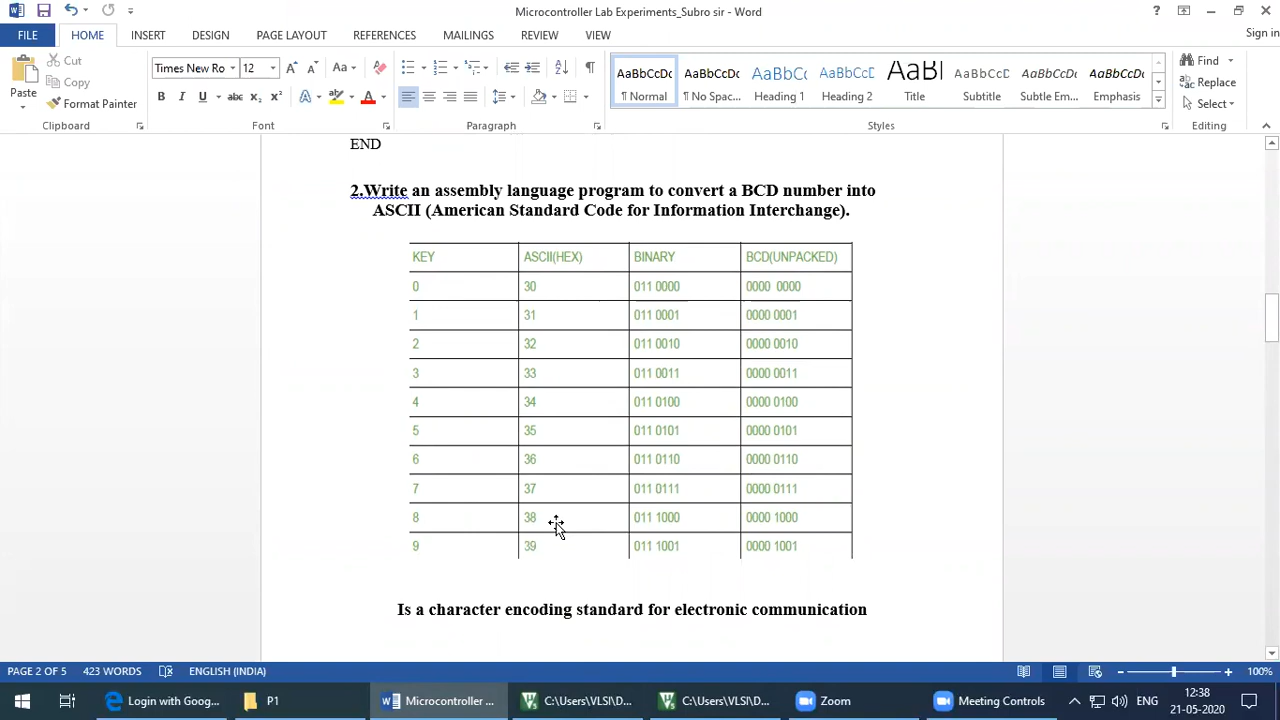 Microcontroller Lab Experiments_Subro sir - Word
?
FILE HOME INSERT DESIGN PAGE LAYOUT REFERENCES MAILINGS REVIEW VIEW Sign in
Cut
Copy
Format Painter
Paste
Clipboard
Times New Ro 12 Aa
B I U abc x₂ x² A ab A
Font
Paragraph
AaBbCcDc AaBbCcDc AaBbCc AaBbCcE AaBl AaBbCcD AaBbCcDc AaBbCcDc
¶ Normal ¶ No Spac... Heading 1 Heading 2 Title Subtitle Subtle Em... Emphasis
Styles
Find
Replace
Select
Editing
END
2.Write an assembly language program to convert a BCD number into
ASCII (American Standard Code for Information Interchange).
KEY ASCII(HEX) BINARY BCD(UNPACKED)
0 30 011 0000 0000 0000
1 31 011 0001 0000 0001
2 32 011 0010 0000 0010
3 33 011 0011 0000 0011
4 34 011 0100 0000 0100
5 35 011 0101 0000 0101
6 36 011 0110 0000 0110
7 37 011 0111 0000 0111
8 38 011 1000 0000 1000
9 39 011 1001 0000 1001
Is a character encoding standard for electronic communication
PAGE 2 OF 5 423 WORDS ENGLISH (INDIA) 100%
Login with Goog... P1 Microcontroller ... C:\Users\VLSI\D... C:\Users\VLSI\D... Zoom Meeting Controls ENG 12:38
21-05-2020